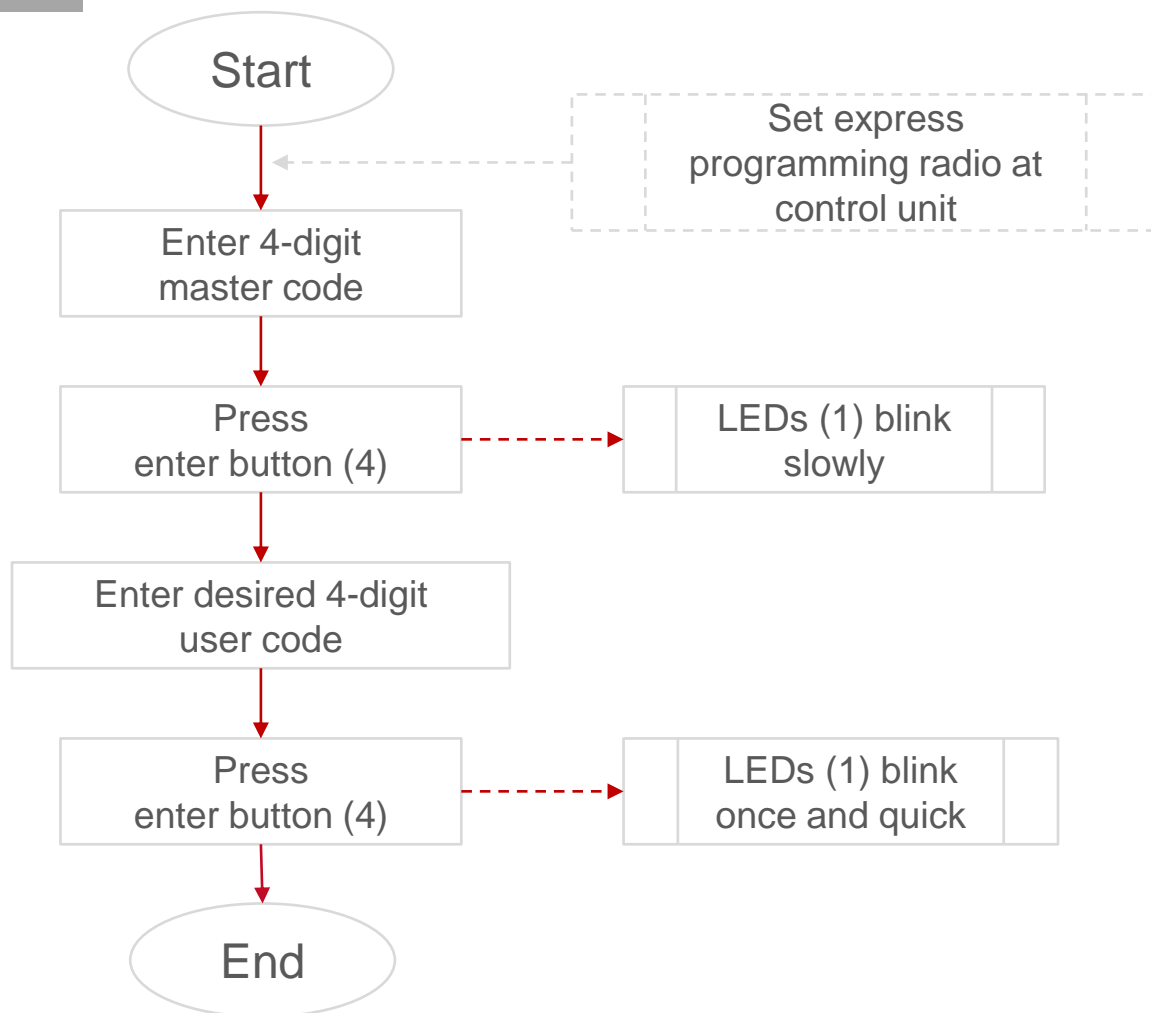 Start
Set express
programming radio at
control unit
Enter 4-digit
master code
Press
enter button (4)
LEDs (1) blink
slowly
Enter desired 4-digit
user code
Press
enter button (4)
LEDs (1) blink
once and quick
End